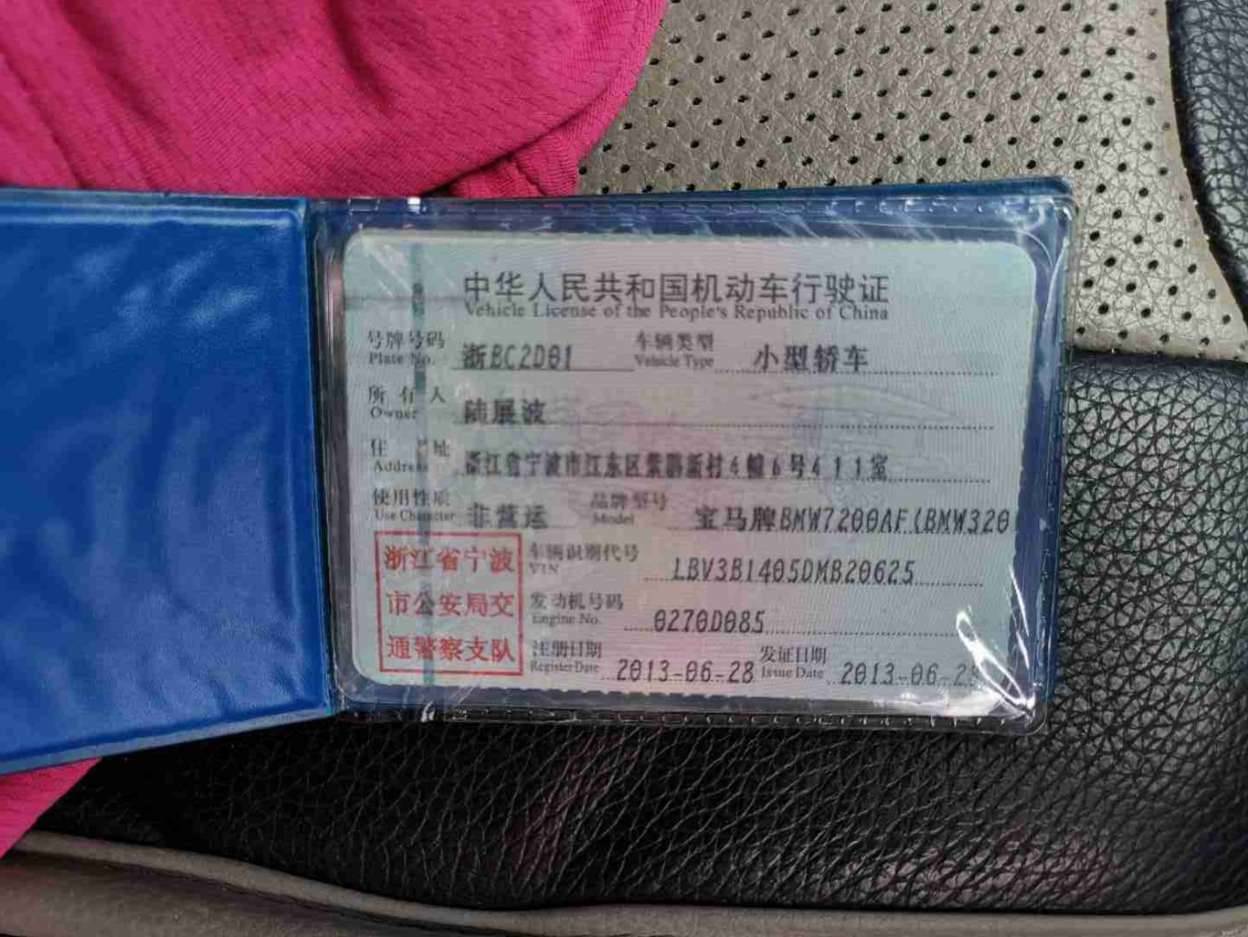 中华人民共和国机动车行驶证
Vehicle License of the People's Republic of China
号牌号码 浙BC2D01 车辆类型 小型轿车
Plate No. Vehicle Type
所有人 陆展波
Owner
住址 浙江省宁波市江东区紫鹃新村4幢6号411室
Address
使用性质 非营运 品牌型号 宝马牌BMW7200AF(BMW320
Use Character Model
浙江省宁波
市公安局交
通警察支队
车辆识别代号 LBV3B1405DMB20625
VIN
发动机号码 0270D085
Engine No.
注册日期 2013-06-28 发证日期 2013-06-28
Register Date Issue Date